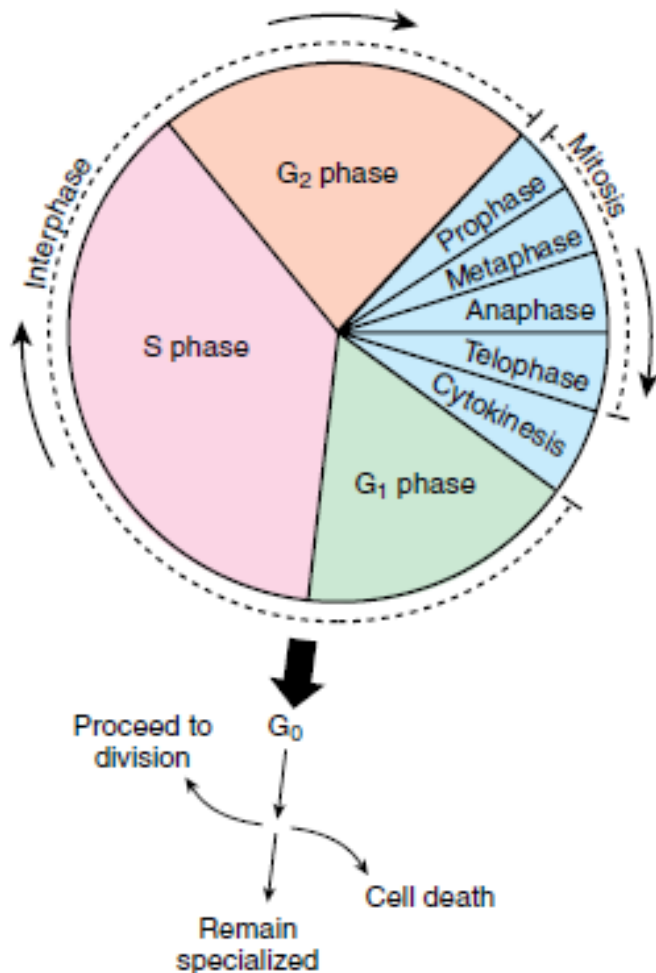 Interphase
G₂ phase
Mitosis
Prophase
Metaphase
Anaphase
Telophase
Cytokinesis
S phase
G₁ phase
Proceed to
division
G₀
Cell death
Remain
specialized